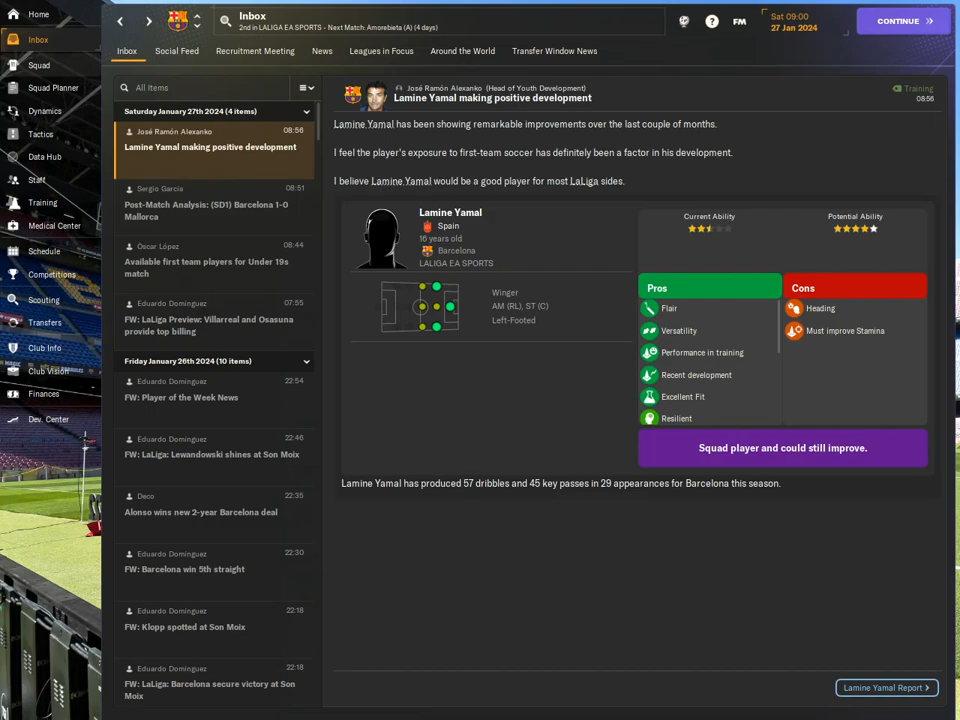 Home
Inbox
Squad
Squad Planner
Dynamics
Tactics
Data Hub
Staff
Training
Medical Center
Schedule
Competitions
Scouting
Transfers
Club Info
Club Vision
Finances
Dev. Center
Inbox
2nd in LALIGA EA SPORTS - Next Match: Amorebieta (A) (4 days)
?
FM
Sat 09:00
27 Jan 2024
CONTINUE
Inbox Social Feed Recruitment Meeting News Leagues in Focus Around the World Transfer Window News
All Items
Saturday January 27th 2024 (4 items)
José Ramón Alexanko 08:56
Lamine Yamal making positive development
Sergio García 08:51
Post-Match Analysis: (SD1) Barcelona 1-0
Mallorca
Óscar López 08:44
Available first team players for Under 19s
match
Eduardo Domínguez 07:55
FW: LaLiga Preview: Villarreal and Osasuna
provide top billing
Friday January 26th 2024 (10 items)
Eduardo Domínguez 22:54
FW: Player of the Week News
Eduardo Domínguez 22:46
FW: LaLiga: Lewandowski shines at Son Moix
Deco 22:35
Alonso wins new 2-year Barcelona deal
Eduardo Domínguez 22:30
FW: Barcelona win 5th straight
Eduardo Domínguez 22:18
FW: Klopp spotted at Son Moix
Eduardo Domínguez 22:18
FW: LaLiga: Barcelona secure victory at Son
Moix
José Ramón Alexanko (Head of Youth Development)
Lamine Yamal making positive development
Training
08:56
Lamine Yamal has been showing remarkable improvements over the last couple of months.
I feel the player's exposure to first-team soccer has definitely been a factor in his development.
I believe Lamine Yamal would be a good player for most LaLiga sides.
Lamine Yamal
Spain
16 years old
Barcelona
LALIGA EA SPORTS
Winger
AM (RL), ST (C)
Left-Footed
Current Ability
Potential Ability
Pros
Flair
Versatility
Performance in training
Recent development
Excellent Fit
Resilient
Cons
Heading
Must improve Stamina
Squad player and could still improve.
Lamine Yamal has produced 57 dribbles and 45 key passes in 29 appearances for Barcelona this season.
Lamine Yamal Report